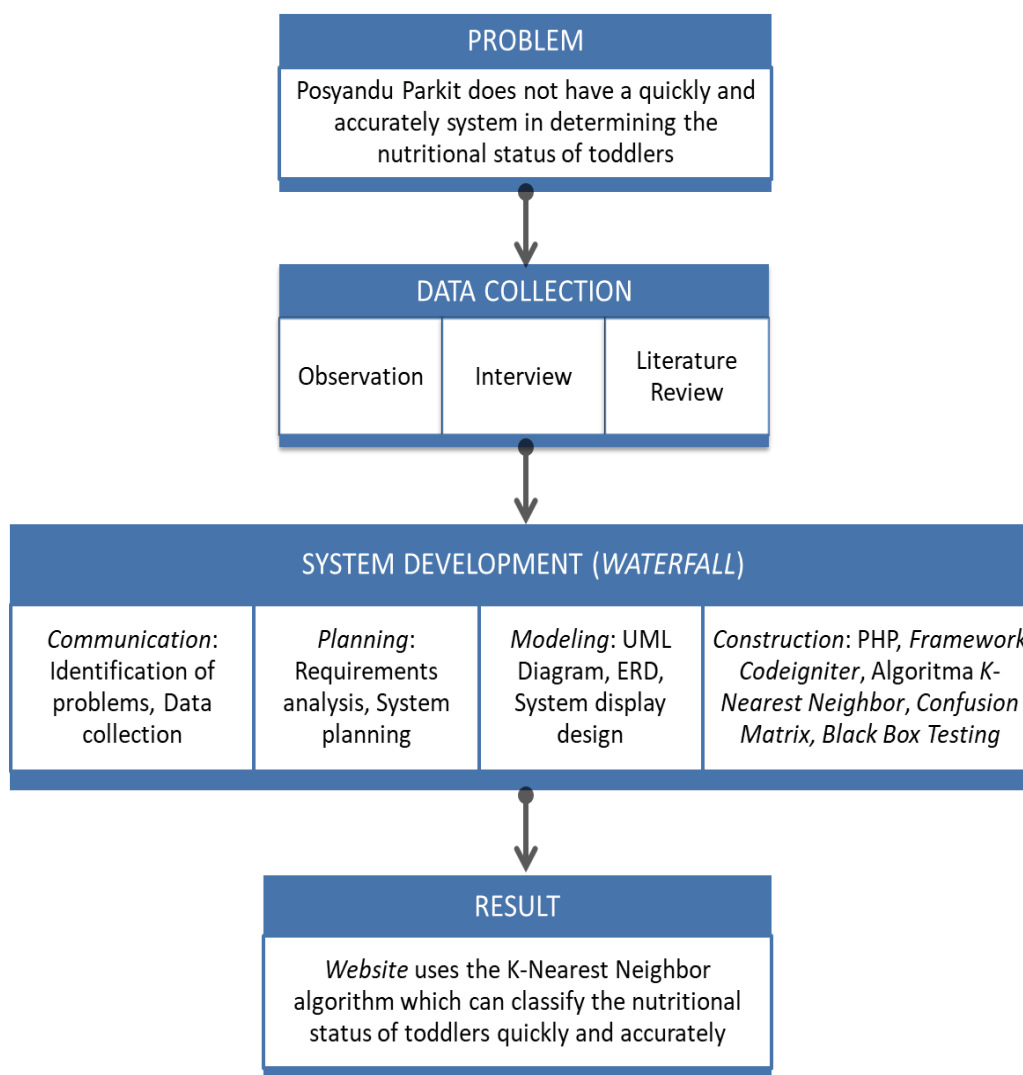 PROBLEM
Posyandu Parkit does not have a quickly and
accurately system in determining the
nutritional status of toddlers
DATA COLLECTION
Observation
Interview
Literature
Review
SYSTEM DEVELOPMENT (WATERFALL)
Communication:
Identification of
problems, Data
collection
Planning:
Requirements
analysis, System
planning
Modeling: UML
Diagram, ERD,
System display
design
Construction: PHP, Framework
Codeigniter, Algoritma K-
Nearest Neighbor, Confusion
Matrix, Black Box Testing
RESULT
Website uses the K-Nearest Neighbor
algorithm which can classify the nutritional
status of toddlers quickly and accurately